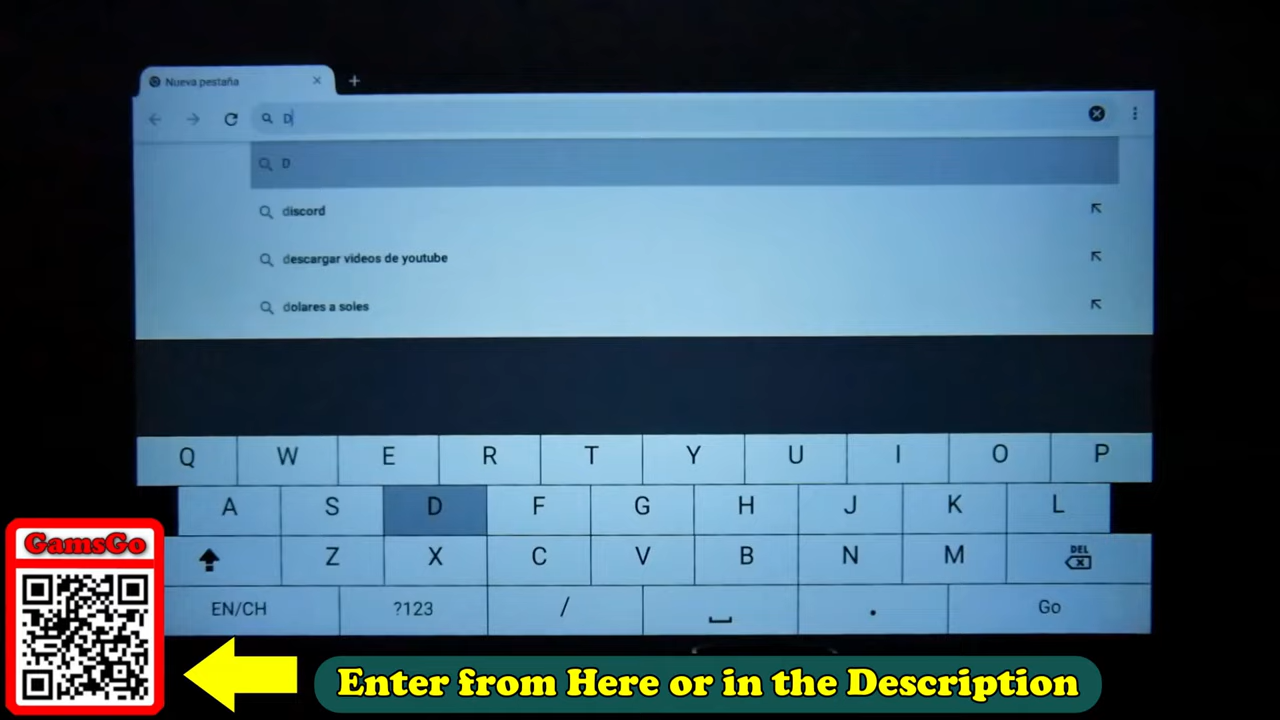 Nueva pestaña
D
D
discord
descargar videos de youtube
dolares a soles
Q W E R T Y U I O P
A S D F G H J K L
Z X C V B N M DEL
EN/CH ?123 / . Go
GamsGo
Enter from Here or in the Description